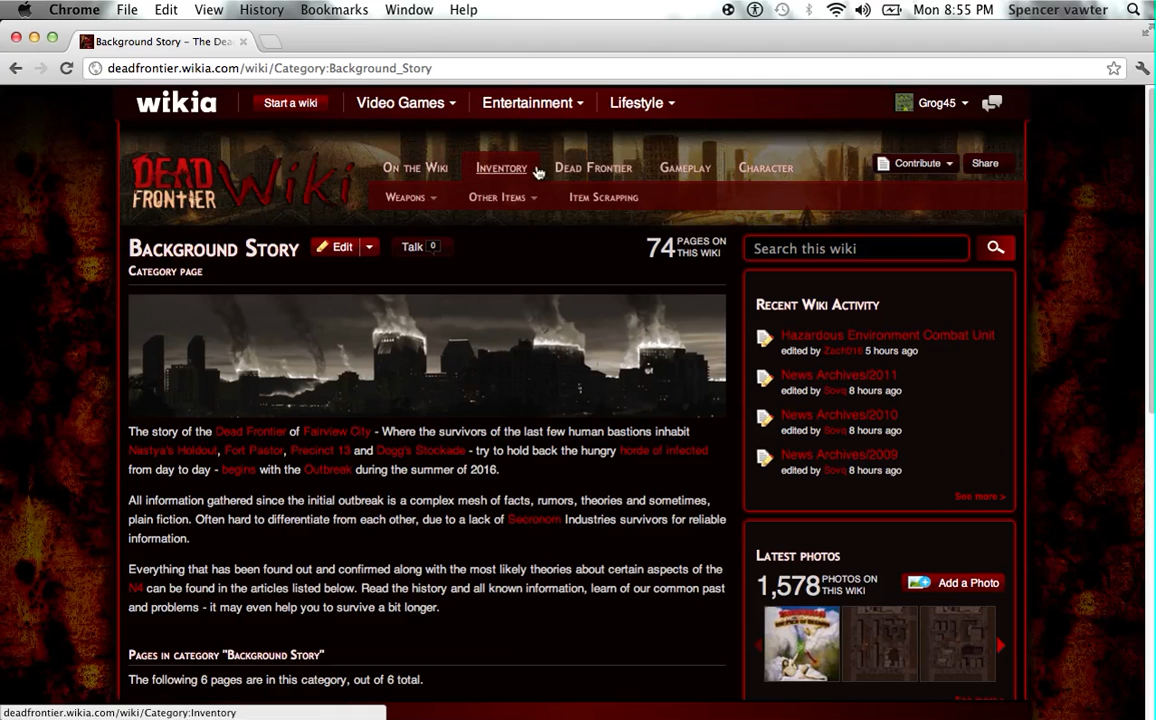 Chrome File Edit View History Bookmarks Window Help Mon 8:55 PM Spencer vawter
Background Story - The Dea
deadfrontier.wikia.com/wiki/Category:Background_Story
wikia Start a wiki Video Games Entertainment Lifestyle Grog45
DEAD FRONTIER Wiki
On the Wiki Inventory Dead Frontier Gameplay Character Contribute Share
Weapons Other Items Item Scrapping
Background Story Edit Talk 0
74 PAGES ON THIS WIKI
Search this wiki
Category page
Recent Wiki Activity
Hazardous Environment Combat Unit
edited by Zach016 5 hours ago
News Archives/2011
edited by Sovq 8 hours ago
News Archives/2010
edited by Sovq 8 hours ago
News Archives/2009
edited by Sovq 8 hours ago
See more >
The story of the Dead Frontier of Fairview City - Where the survivors of the last few human bastions inhabit
Nastya's Holdout, Fort Pastor, Precinct 13 and Dogg's Stockade - try to hold back the hungry horde of infected
from day to day - begins with the Outbreak during the summer of 2016.
All information gathered since the initial outbreak is a complex mesh of facts, rumors, theories and sometimes,
plain fiction. Often hard to differentiate from each other, due to a lack of Secronom Industries survivors for reliable
information.
Everything that has been found out and confirmed along with the most likely theories about certain aspects of the
N4 can be found in the articles listed below. Read the history and all known information, learn of our common past
and problems - it may even help you to survive a bit longer.
Latest photos
1,578 PHOTOS ON THIS WIKI
Add a Photo
Pages in category "Background Story"
The following 6 pages are in this category, out of 6 total.
See more >
deadfrontier.wikia.com/wiki/Category:Inventory